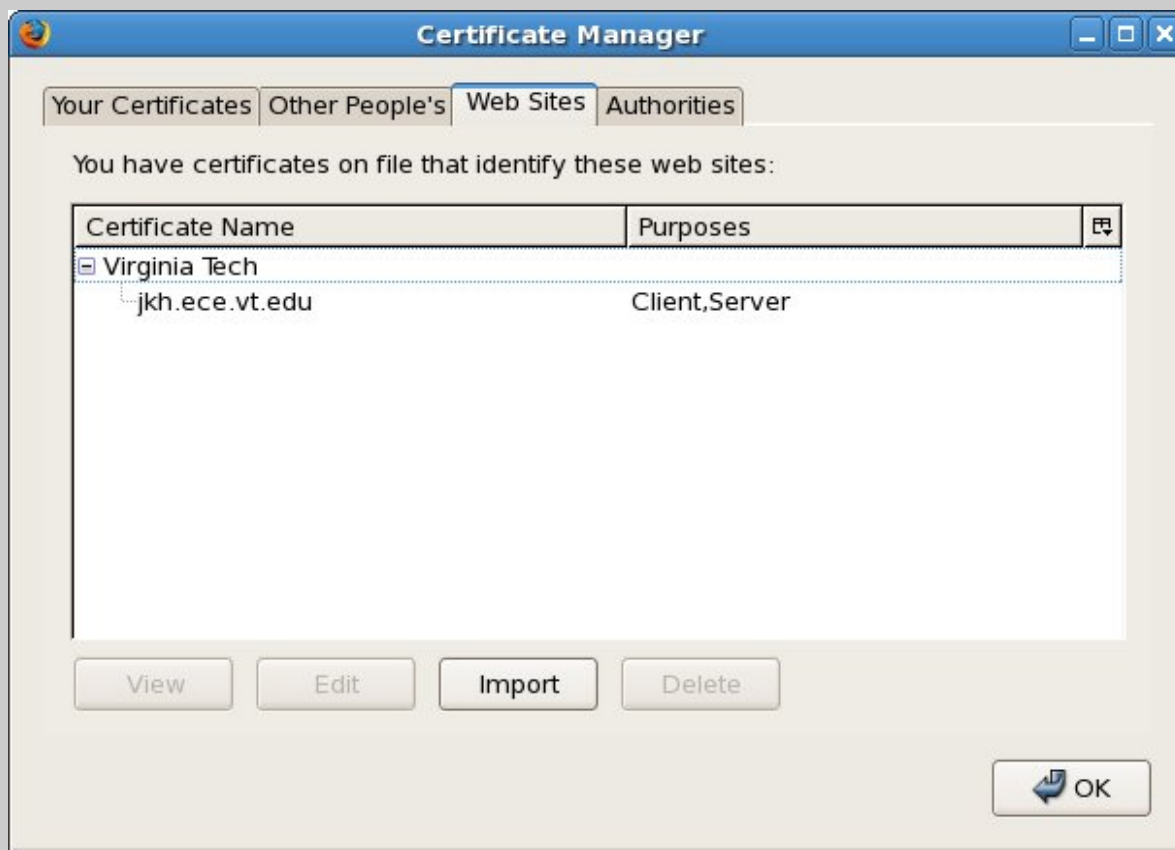 Certificate Manager
Your Certificates Other People's Web Sites Authorities
You have certificates on file that identify these web sites:
Certificate Name Purposes
Virginia Tech
jkh.ece.vt.edu Client,Server
View Edit Import Delete
OK